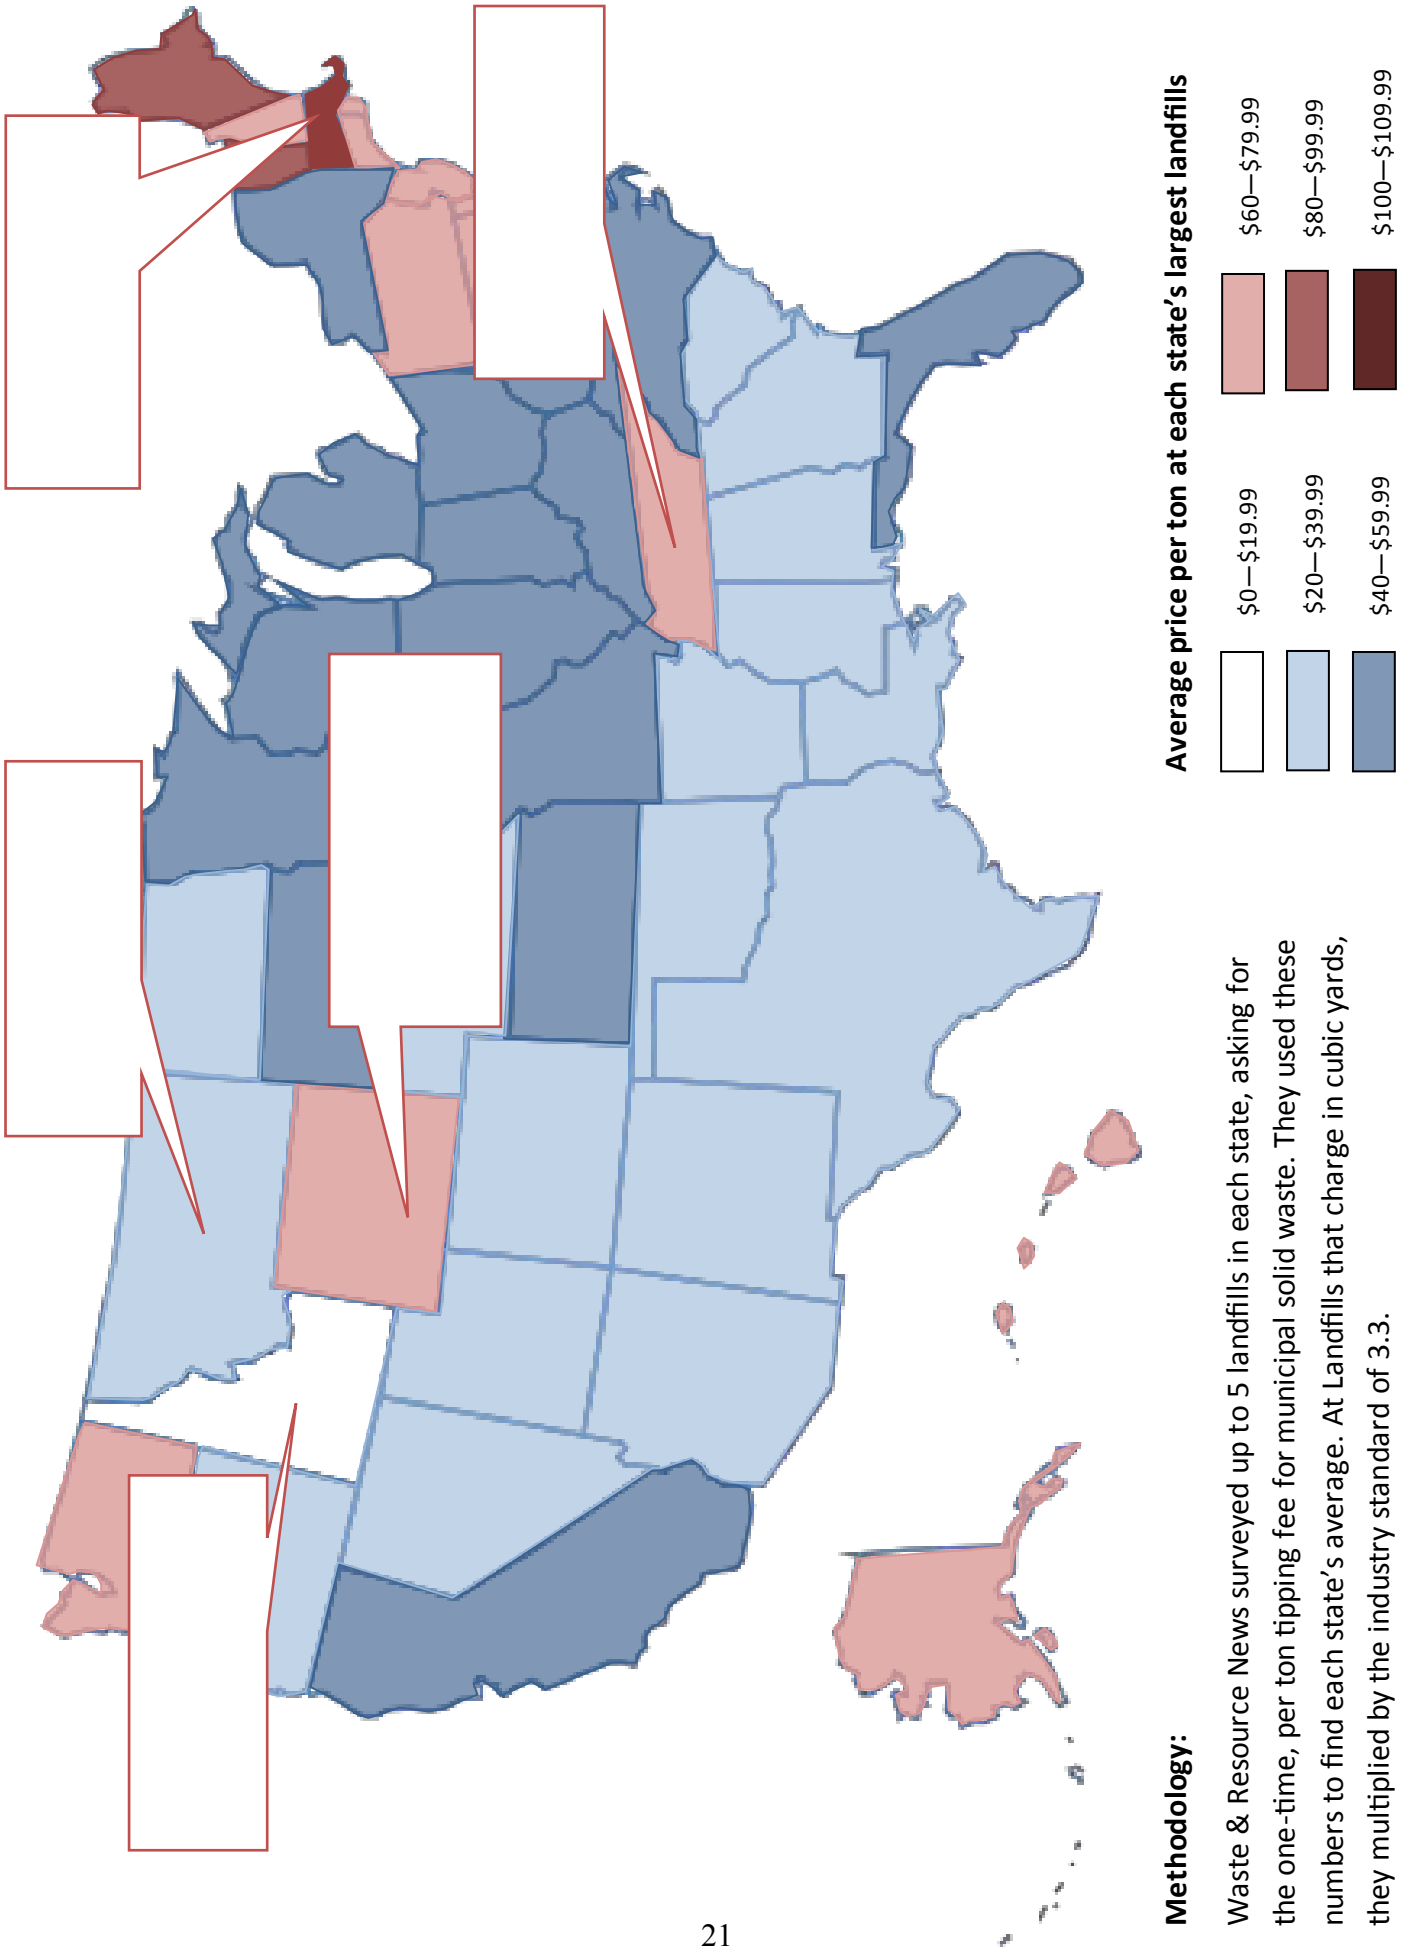 Methodology:
Waste & Resource News surveyed up to 5 landfills in each state, asking for
the one-time, per ton tipping fee for municipal solid waste. They used these
numbers to find each state’s average. At Landfills that charge in cubic yards,
they multiplied by the industry standard of 3.3.
Average price per ton at each state’s largest landfills
$0—$19.99
$60—$79.99
$20—$39.99
$80—$99.99
$40—$59.99
$100—$109.99
21